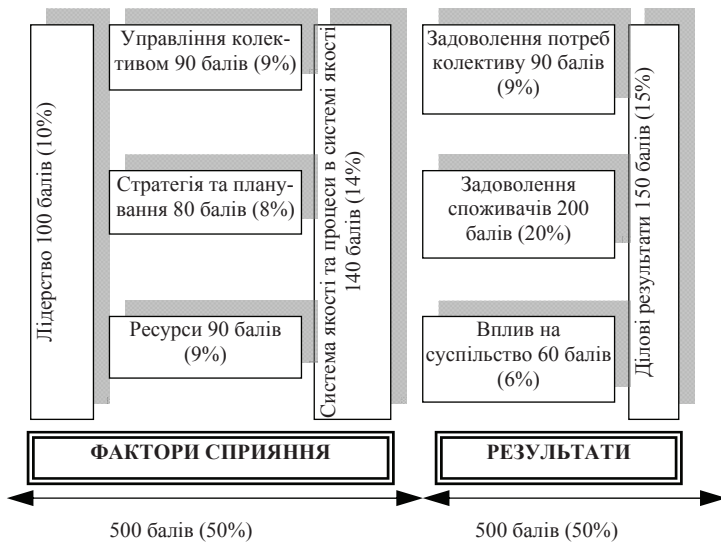 Лідерство 100 балів (10%)
Управління колек-
тивом 90 балів (9%)
Стратегія та плану-
вання 80 балів (8%)
Ресурси 90 балів
(9%)
Система якості та процеси в системі якості
140 балів (14%)
Задоволення потреб
колективу 90 балів
(9%)
Задоволення
споживачів 200
балів (20%)
Вплив на
суспільство 60 балів
(6%)
Ділові результати 150 балів (15%)
ФАКТОРИ СПРИЯННЯ
РЕЗУЛЬТАТИ
500 балів (50%)
500 балів (50%)